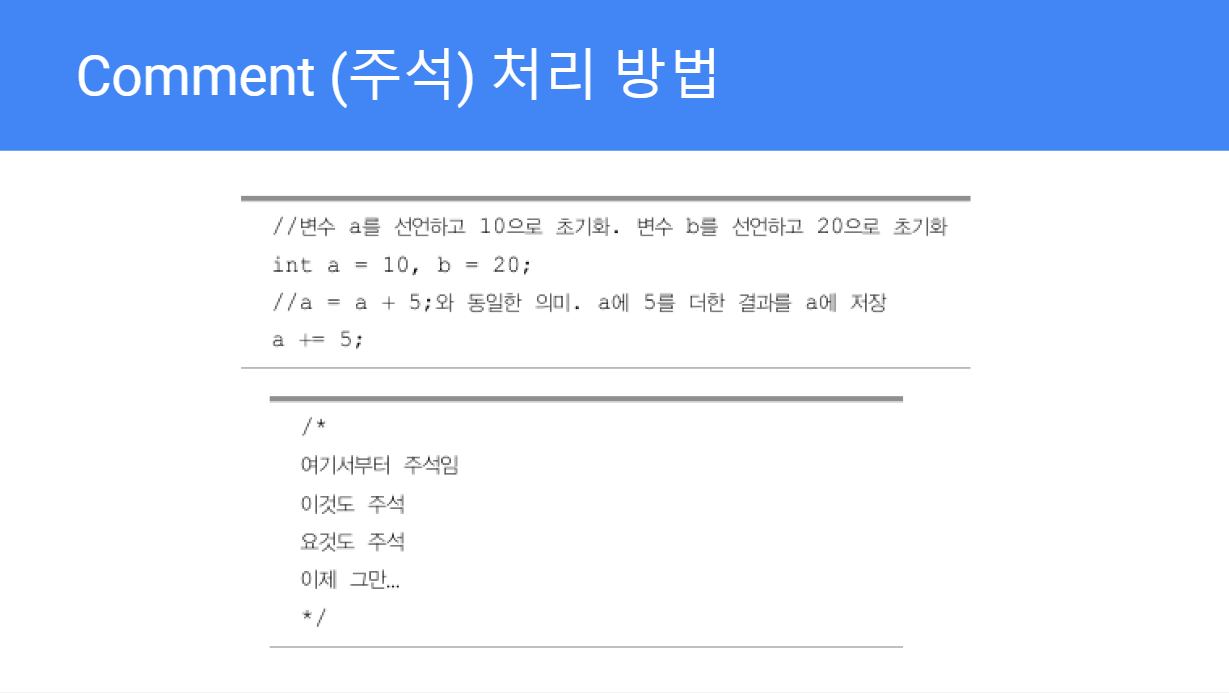 Comment (주석) 처리 방법
//변수 a를 선언하고 10으로 초기화. 변수 b를 선언하고 20으로 초기화
int a = 10, b = 20;
//a = a + 5;와 동일한 의미. a에 5를 더한 결과를 a에 저장
a += 5;
/*
여기서부터 주석임
이것도 주석
요것도 주석
이제 그만…
*/